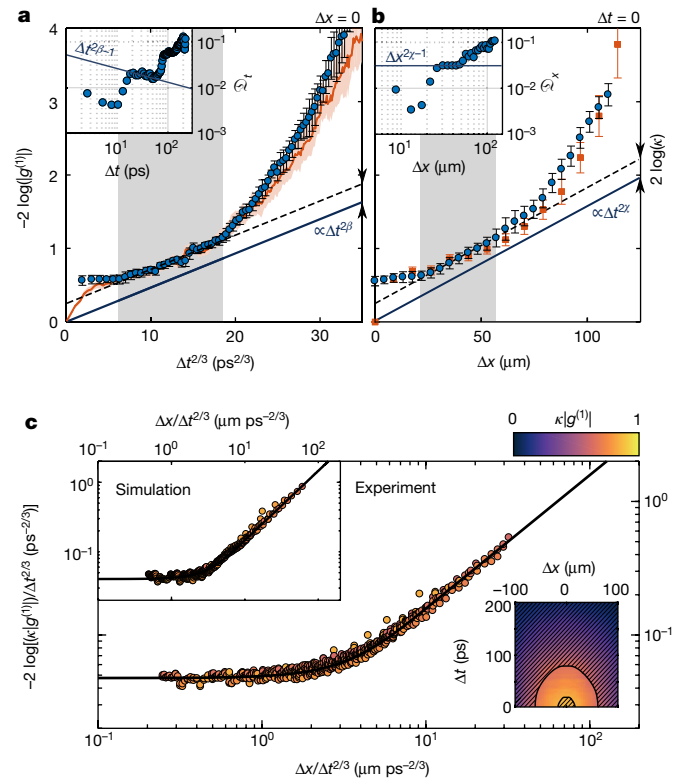 a
Δx = 0
b
Δt = 0
4
3
2
1
0
−2 log(|g⁽¹⁾|)
Δt^{2β−1}
10⁻¹
10⁻²
10⁻³
10¹
10²
Δt (ps)
∝Δt^{2β}
0
10
20
30
Δt^{2/3} (ps^{2/3})
Δx^{2χ−1}
10⁻¹
10⁻²
10⁻³
10¹
10²
Δx (μm)
2 log(κ)
∝Δt^{2χ}
0
50
100
Δx (μm)
c
Δx/Δt^{2/3} (μm ps^{−2/3})
10⁻¹
10⁰
10¹
10²
0
κ|g⁽¹⁾|
1
Simulation
Experiment
10⁰
10⁻¹
10⁰
10⁻¹
−2 log[(κ|g⁽¹⁾|)/Δt^{2/3} (ps^{−2/3})]
Δx (μm)
−100
0
100
200
100
0
Δt (ps)
10⁻¹
10⁰
10¹
10²
Δx/Δt^{2/3} (μm ps^{−2/3})